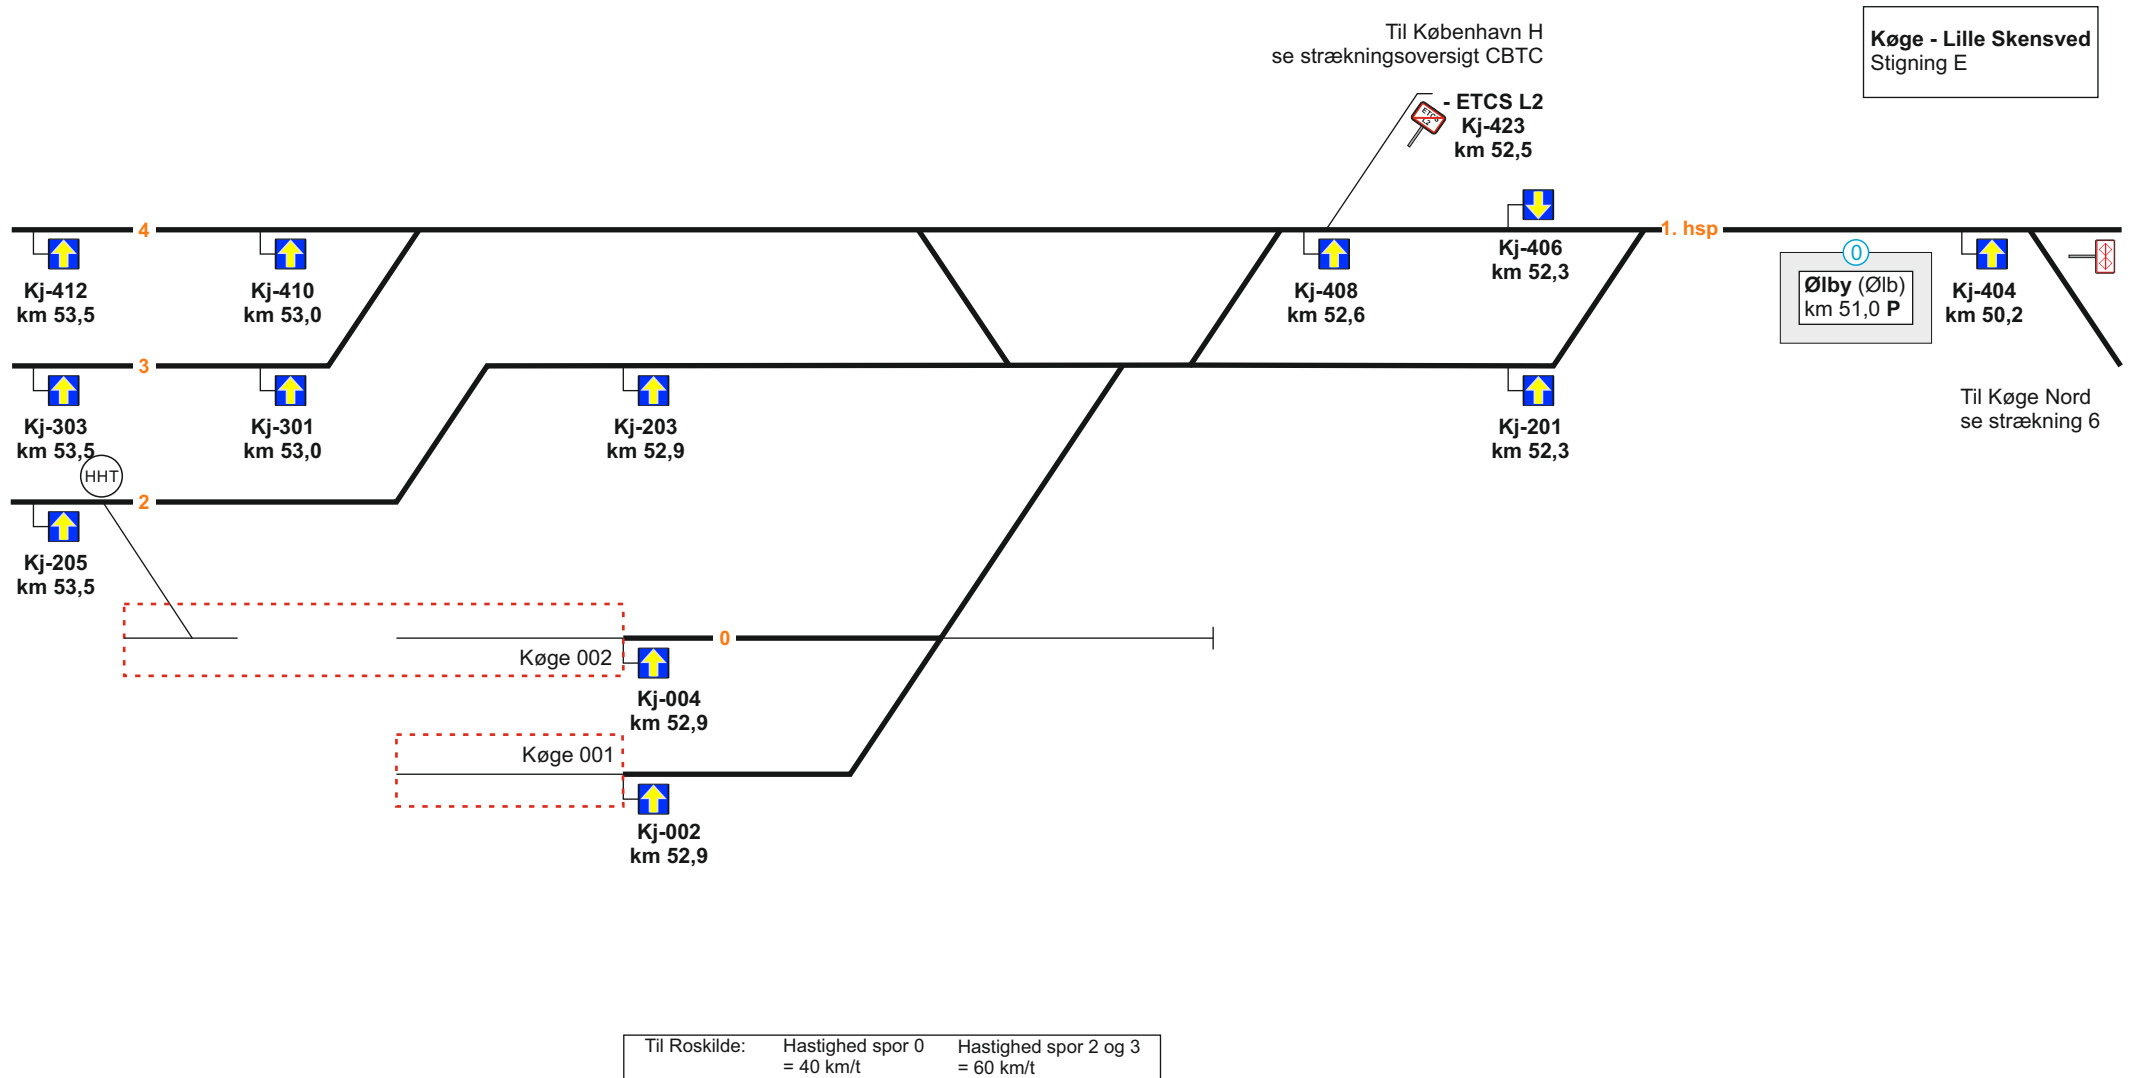 Til København H
se strækningsoversigt CBTC
Køge - Lille Skensved
Stigning E
- ETCS L2
Kj-423
km 52,5
ETCS
L2
4
1. hsp
Kj-412
km 53,5
Kj-410
km 53,0
Kj-408
km 52,6
Kj-406
km 52,3
0
Ølby (Ølb)
km 51,0 P
Kj-404
km 50,2
3
Kj-303
km 53,5
Kj-301
km 53,0
Kj-203
km 52,9
Kj-201
km 52,3
Til Køge Nord
se strækning 6
HHT
2
Kj-205
km 53,5
0
Køge 002
Kj-004
km 52,9
Køge 001
Kj-002
km 52,9
Til Roskilde: Hastighed spor 0 Hastighed spor 2 og 3
= 40 km/t = 60 km/t